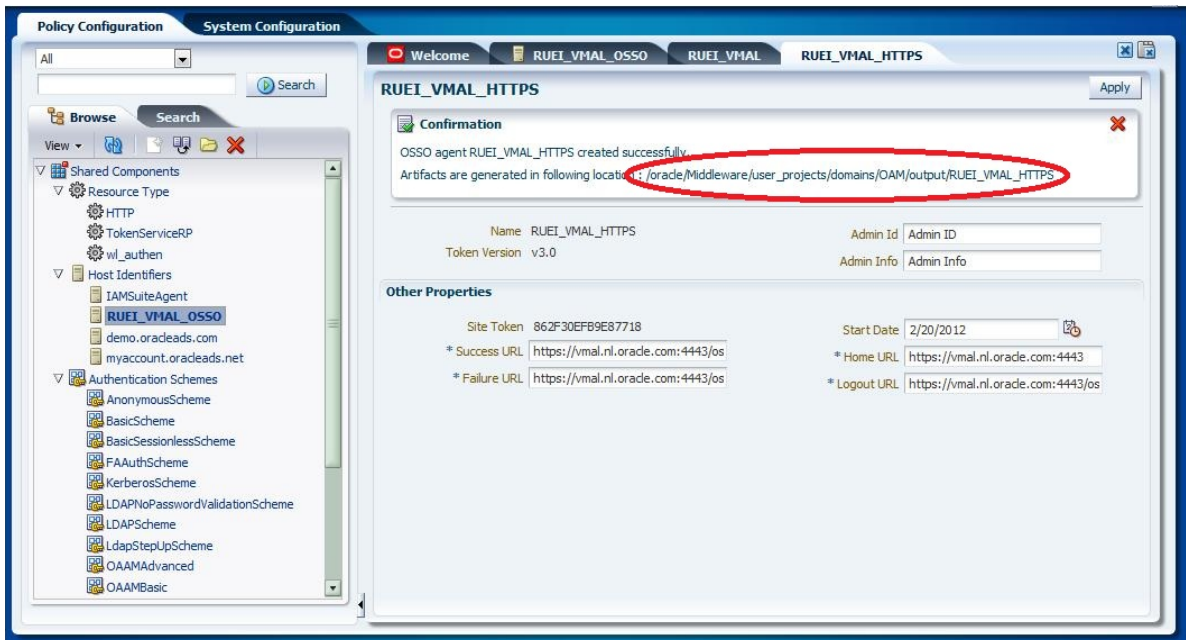 Policy Configuration System Configuration
All
Search
Browse Search
View
Shared Components
Resource Type
HTTP
TokenServiceRP
wl_authen
Host Identifiers
IAMSuiteAgent
RUEI_VMAL_OSSO
demo.oracleads.com
myaccount.oracleads.net
Authentication Schemes
AnonymousScheme
BasicScheme
BasicSessionlessScheme
FAAuthScheme
KerberosScheme
LDAPNoPasswordValidationScheme
LDAPScheme
LdapStepUpScheme
OAAMAdvanced
OAAMBasic
Welcome RUEI_VMAL_OSSO RUEI_VMAL RUEI_VMAL_HTTPS
RUEI_VMAL_HTTPS Apply
Confirmation
OSSO agent RUEI_VMAL_HTTPS created successfully.
Artifacts are generated in following location : /oracle/Middleware/user_projects/domains/OAM/output/RUEI_VMAL_HTTPS
Name RUEI_VMAL_HTTPS Admin Id Admin ID
Token Version v3.0 Admin Info Admin Info
Other Properties
Site Token 862F30EFB9E87718 Start Date 2/20/2012
* Success URL https://vmal.nl.oracle.com:4443/os * Home URL https://vmal.nl.oracle.com:4443
* Failure URL https://vmal.nl.oracle.com:4443/os * Logout URL https://vmal.nl.oracle.com:4443/os